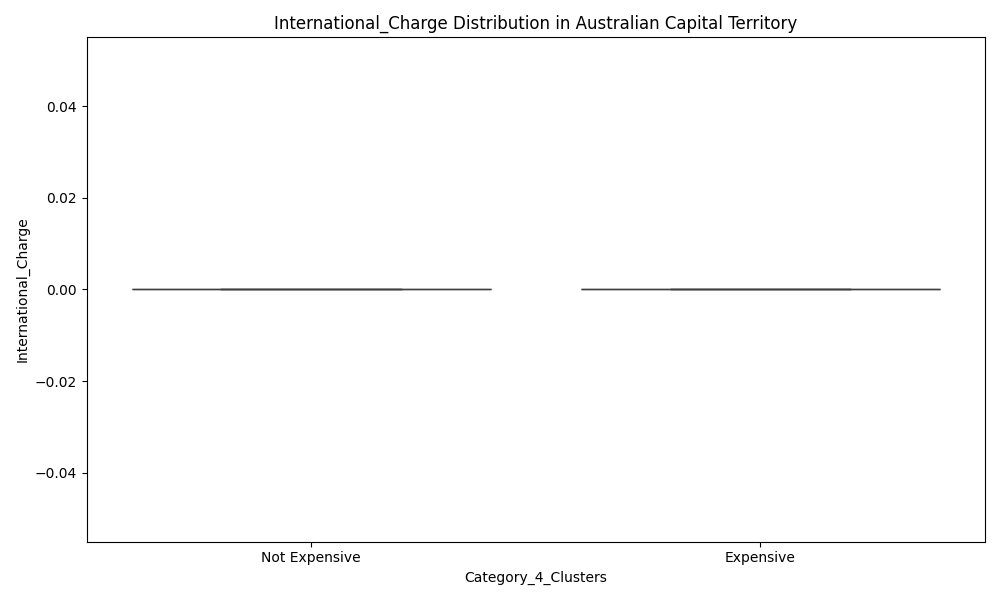 International_Charge Distribution in Australian Capital Territory
International_Charge
0.04
0.02
0.00
−0.02
−0.04
Not Expensive
Expensive
Category_4_Clusters